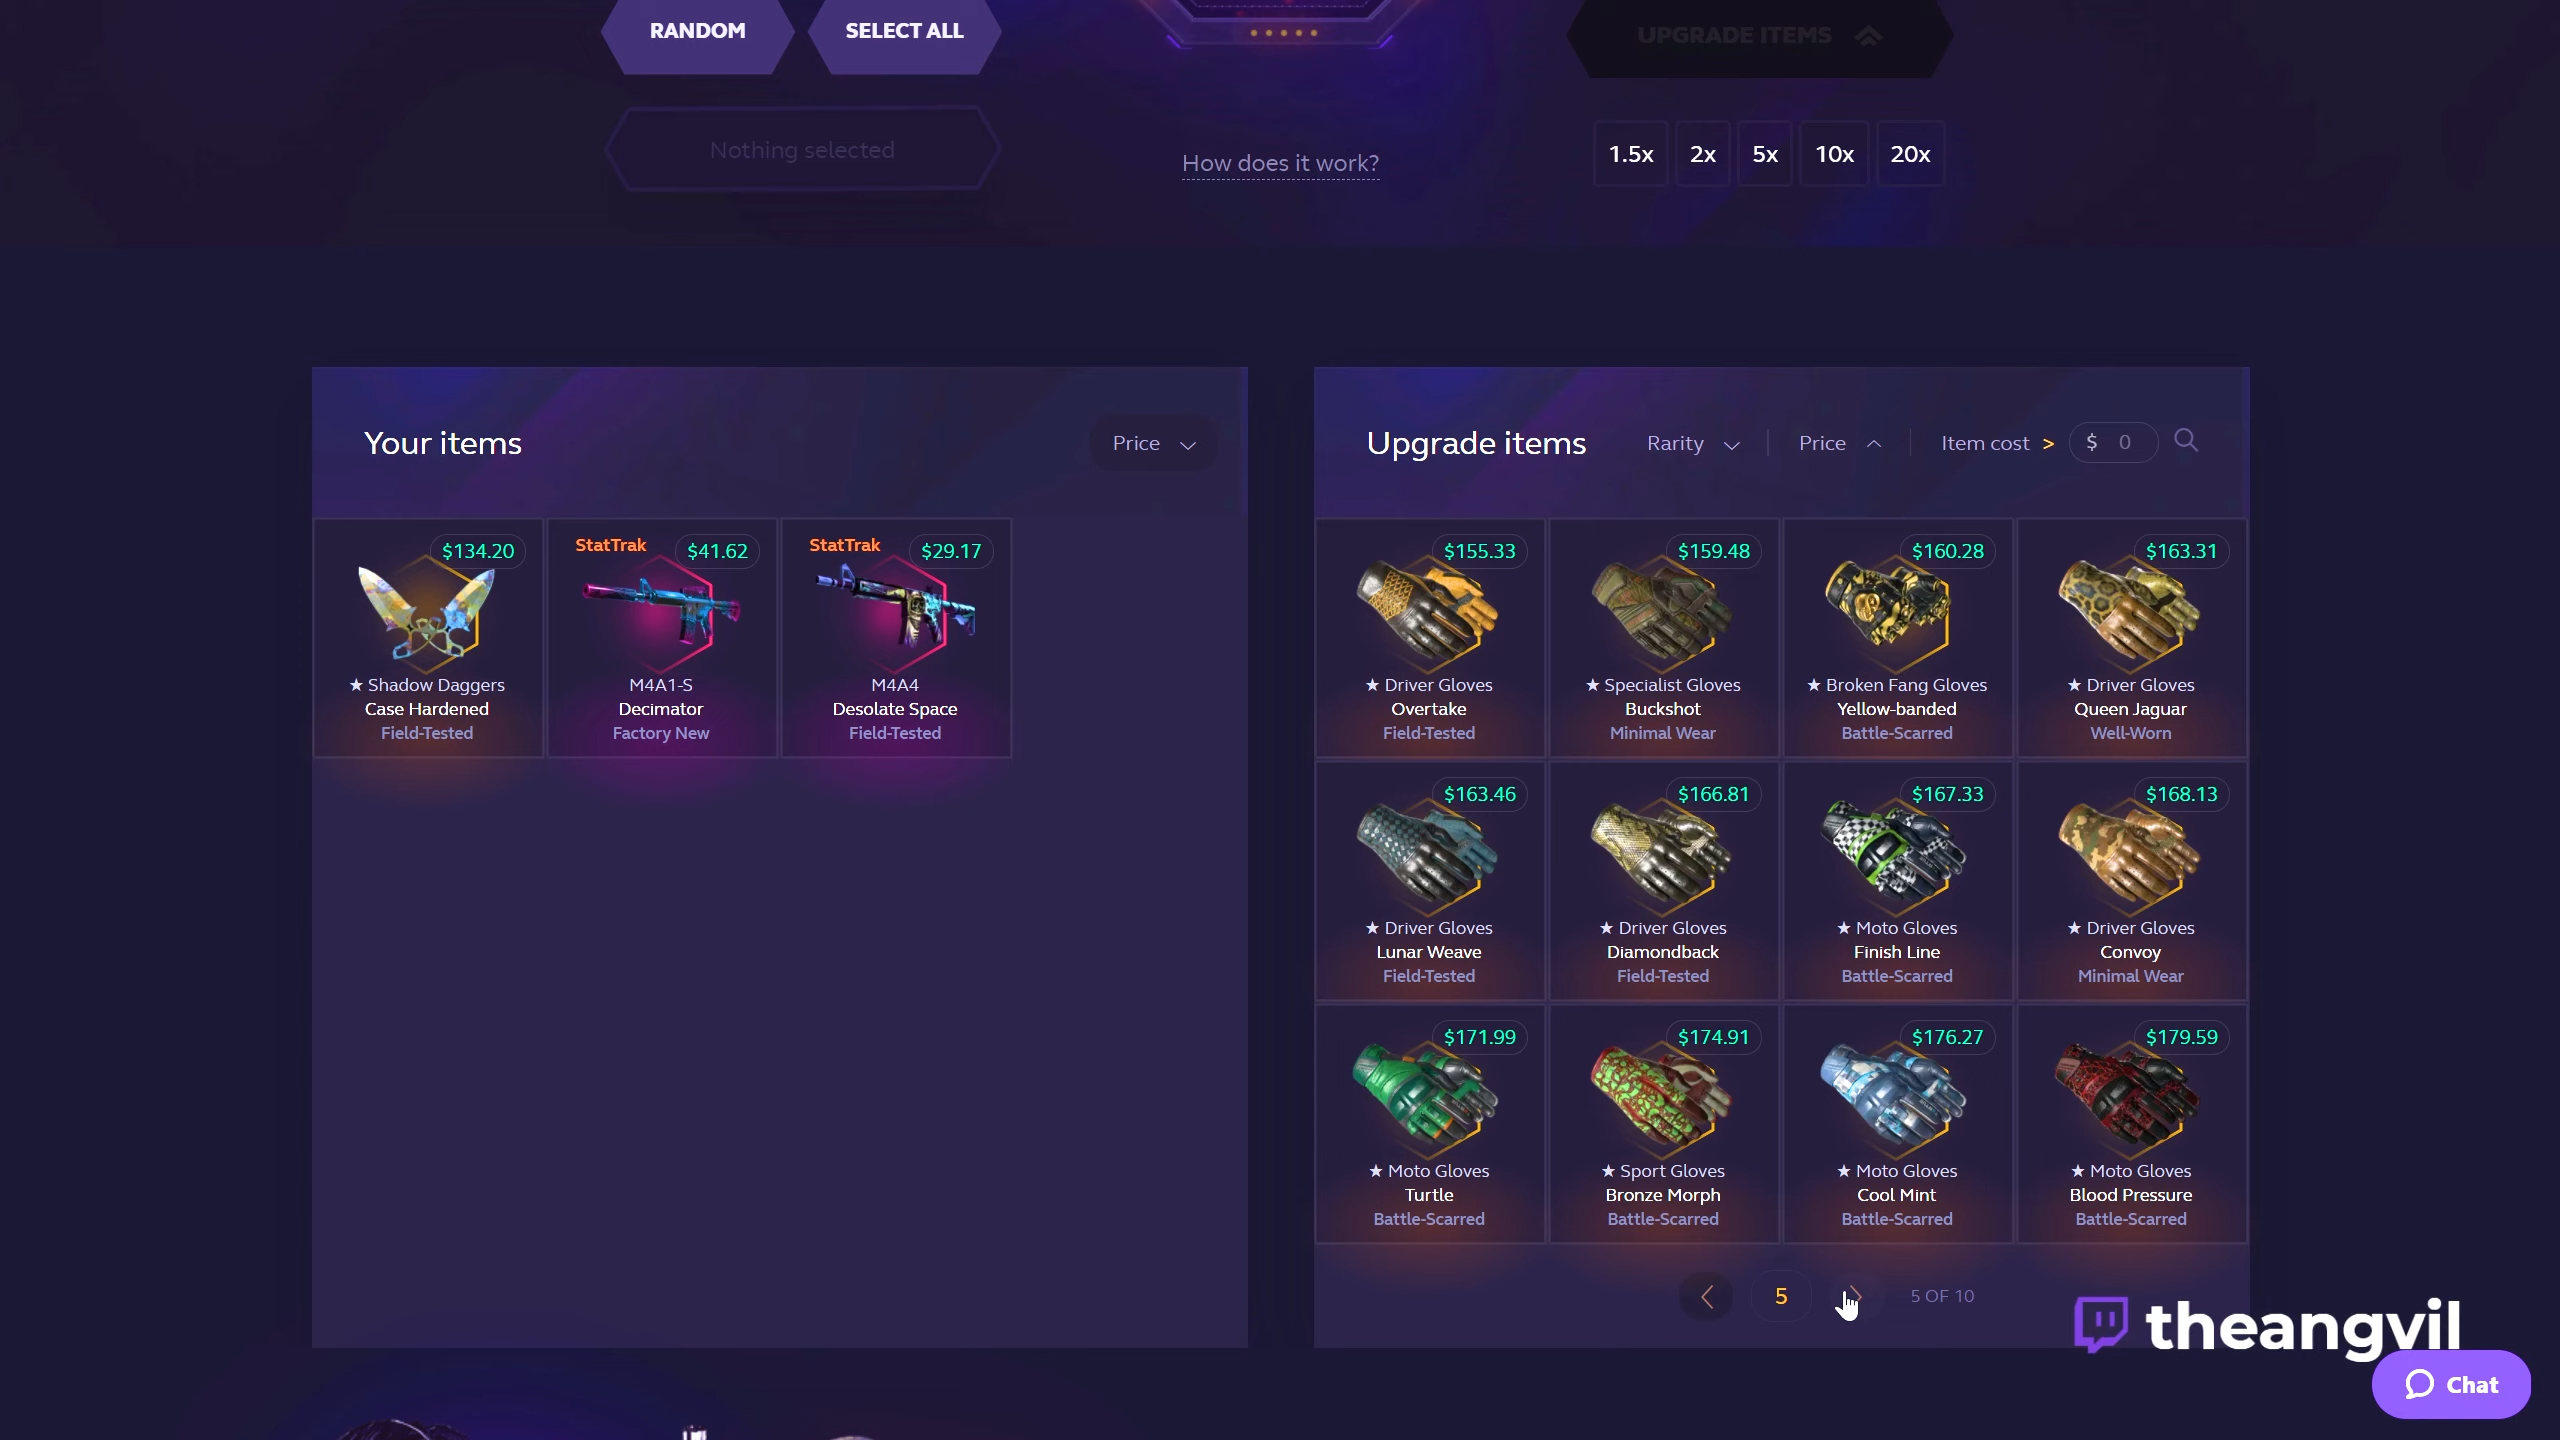 RANDOM
SELECT ALL
UPGRADE ITEMS
Nothing selected
How does it work?
1.5x
2x
5x
10x
20x
Your items
Price
Upgrade items
Rarity
Price
Item cost >
$ 0
$134.20
★ Shadow Daggers
Case Hardened
Field-Tested
StatTrak
$41.62
M4A1-S
Decimator
Factory New
StatTrak
$29.17
M4A4
Desolate Space
Field-Tested
$155.33
★ Driver Gloves
Overtake
Field-Tested
$159.48
★ Specialist Gloves
Buckshot
Minimal Wear
$160.28
★ Broken Fang Gloves
Yellow-banded
Battle-Scarred
$163.31
★ Driver Gloves
Queen Jaguar
Well-Worn
$163.46
★ Driver Gloves
Lunar Weave
Field-Tested
$166.81
★ Driver Gloves
Diamondback
Field-Tested
$167.33
★ Moto Gloves
Finish Line
Battle-Scarred
$168.13
★ Driver Gloves
Convoy
Minimal Wear
$171.99
★ Moto Gloves
Turtle
Battle-Scarred
$174.91
★ Sport Gloves
Bronze Morph
Battle-Scarred
$176.27
★ Moto Gloves
Cool Mint
Battle-Scarred
$179.59
★ Moto Gloves
Blood Pressure
Battle-Scarred
5
5 OF 10
theangvil
Chat